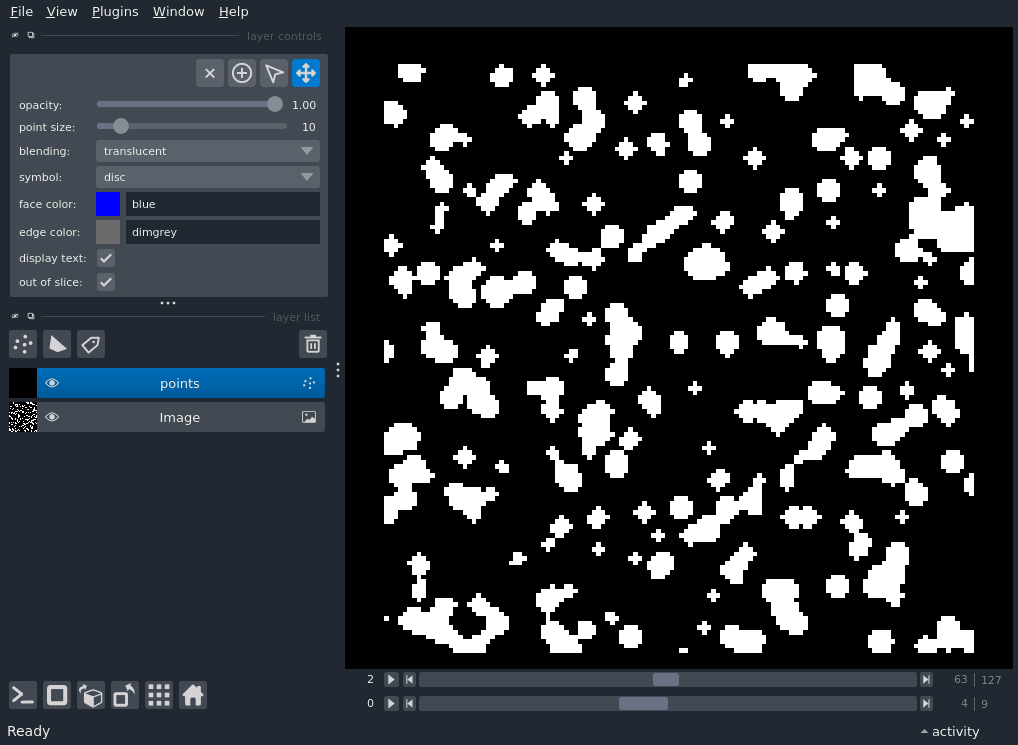 File View Plugins Window Help
layer controls
opacity: 1.00
point size: 10
blending: translucent
symbol: disc
face color: blue
edge color: dimgrey
display text:
out of slice:
layer list
points
Image
2 63 127
0 4 9
Ready activity